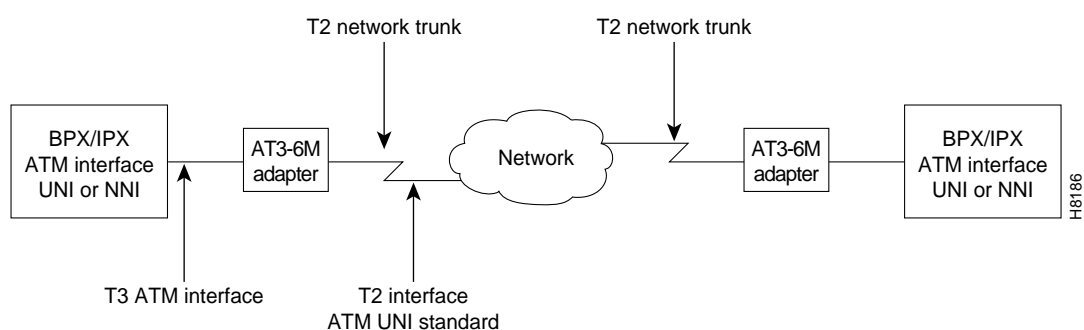 T2 network trunk
T2 network trunk
BPX/IPX
ATM interface
UNI or NNI
AT3-6M
adapter
Network
AT3-6M
adapter
BPX/IPX
ATM interface
UNI or NNI
T3 ATM interface
T2 interface
ATM UNI standard
H8186